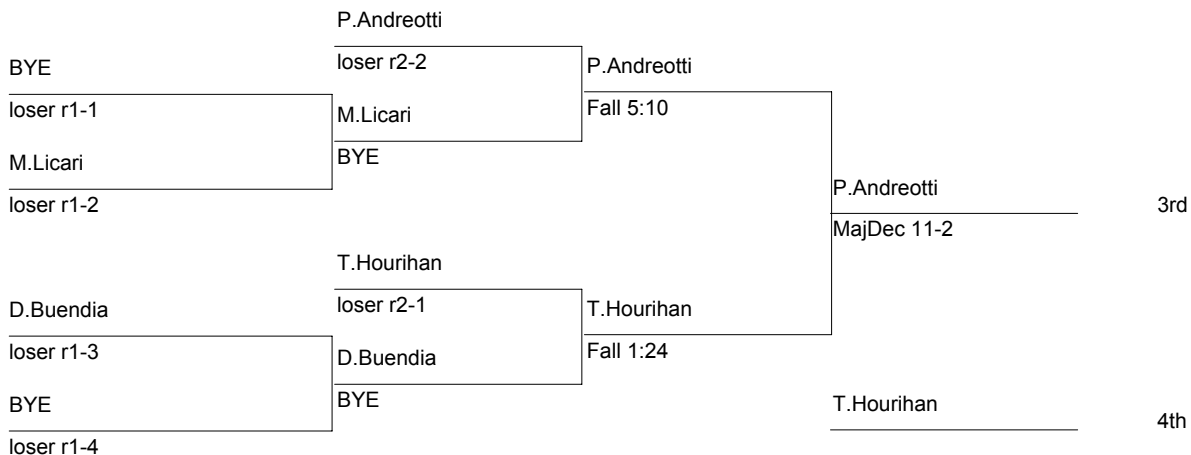 P.Andreotti
BYE
loser r2-2
P.Andreotti
loser r1-1
M.Licari
Fall 5:10
M.Licari
BYE
loser r1-2
P.Andreotti
3rd
MajDec 11-2
T.Hourihan
D.Buendia
loser r2-1
T.Hourihan
loser r1-3
D.Buendia
Fall 1:24
BYE
BYE
loser r1-4
T.Hourihan
4th